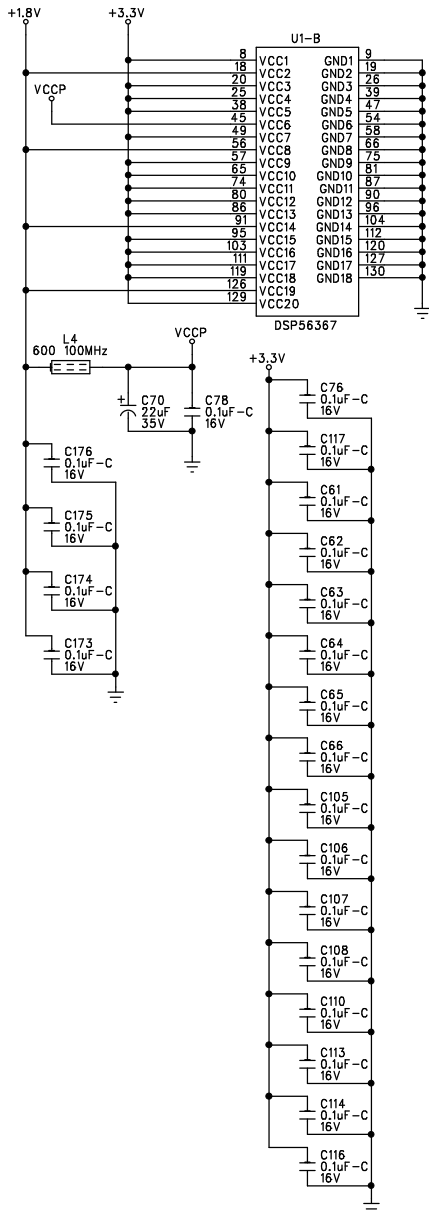 +1.8V +3.3V
U1-B
8 VCC1 GND1 9
18 VCC2 GND2 19
20 VCC3 GND3 26
25 VCC4 GND4 39
38 VCC5 GND5 47
VCCP
45 VCC6 GND6 54
49 VCC7 GND7 58
56 VCC8 GND8 66
57 VCC9 GND9 75
65 VCC10 GND10 81
74 VCC11 GND11 87
80 VCC12 GND12 90
86 VCC13 GND13 96
91 VCC14 GND14 104
95 VCC15 GND15 112
103 VCC16 GND16 120
111 VCC17 GND17 127
119 VCC18 GND18 130
126 VCC19
129 VCC20
DSP56367
L4
600 100MHz
VCCP
C70
22uF
35V
C78
0.1uF-C
16V
C176
0.1uF-C
16V
C175
0.1uF-C
16V
C174
0.1uF-C
16V
C173
0.1uF-C
16V
+3.3V
C76
0.1uF-C
16V
C117
0.1uF-C
16V
C61
0.1uF-C
16V
C62
0.1uF-C
16V
C63
0.1uF-C
16V
C64
0.1uF-C
16V
C65
0.1uF-C
16V
C66
0.1uF-C
16V
C105
0.1uF-C
16V
C106
0.1uF-C
16V
C107
0.1uF-C
16V
C108
0.1uF-C
16V
C110
0.1uF-C
16V
C113
0.1uF-C
16V
C114
0.1uF-C
16V
C116
0.1uF-C
16V